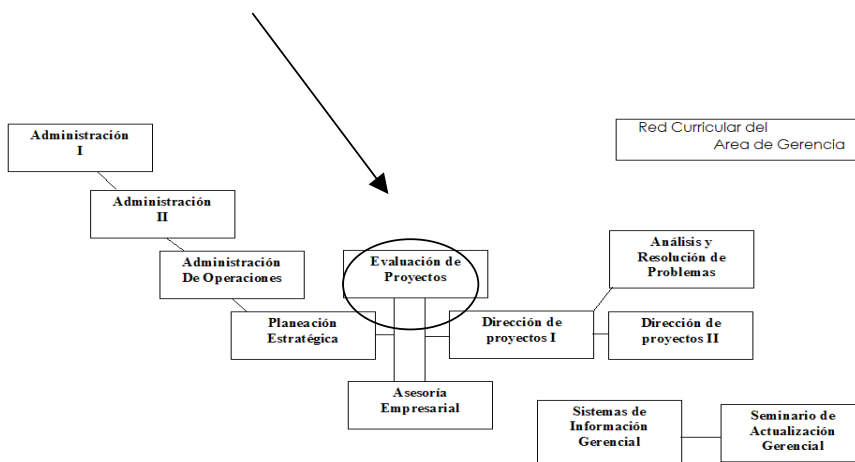 Red Curricular del
Area de Gerencia
Administración
I
Administración
II
Administración
De Operaciones
Evaluación de
Proyectos
Análisis y
Resolución de
Problemas
Planeación
Estratégica
Dirección de
proyectos I
Dirección de
proyectos II
Asesoría
Empresarial
Sistemas de
Información
Gerencial
Seminario de
Actualización
Gerencial